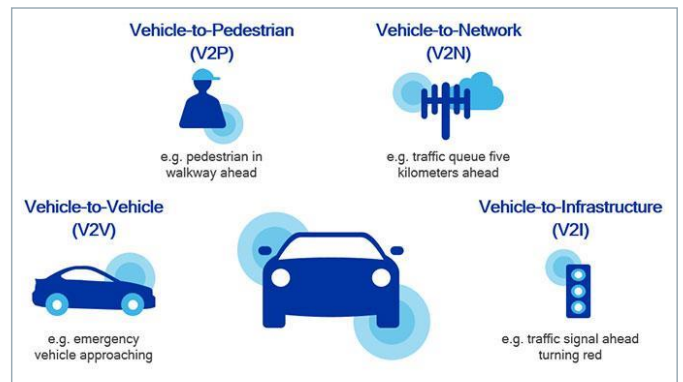 Vehicle-to-Pedestrian
(V2P)
e.g. pedestrian in
walkway ahead
Vehicle-to-Network
(V2N)
e.g. traffic queue five
kilometers ahead
Vehicle-to-Vehicle
(V2V)
e.g. emergency
vehicle approaching
Vehicle-to-Infrastructure
(V2I)
e.g. traffic signal ahead
turning red